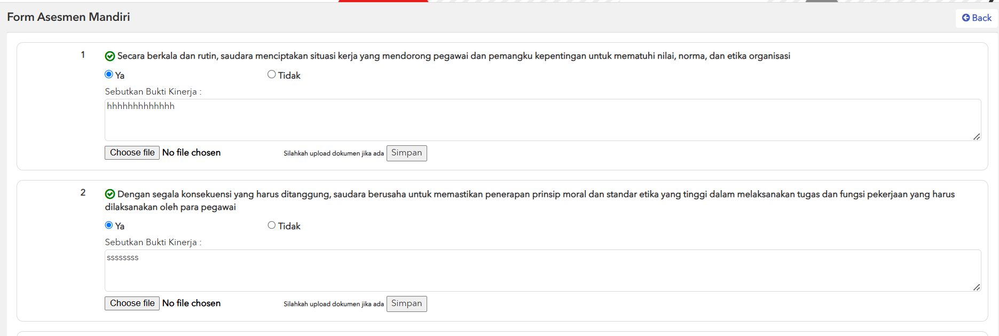 Form Asesmen Mandiri
Back
1
Secara berkala dan rutin, saudara menciptakan situasi kerja yang mendorong pegawai dan pemangku kepentingan untuk mematuhi nilai, norma, dan etika organisasi
Ya Tidak
Sebutkan Bukti Kinerja :
hhhhhhhhhhhhh
Choose file No file chosen Silahkah upload dokumen jika ada Simpan
2
Dengan segala konsekuensi yang harus ditanggung, saudara berusaha untuk memastikan penerapan prinsip moral dan standar etika yang tinggi dalam melaksanakan tugas dan fungsi pekerjaan yang harus
dilaksanakan oleh para pegawai
Ya Tidak
Sebutkan Bukti Kinerja :
ssssssss
Choose file No file chosen Silahkah upload dokumen jika ada Simpan